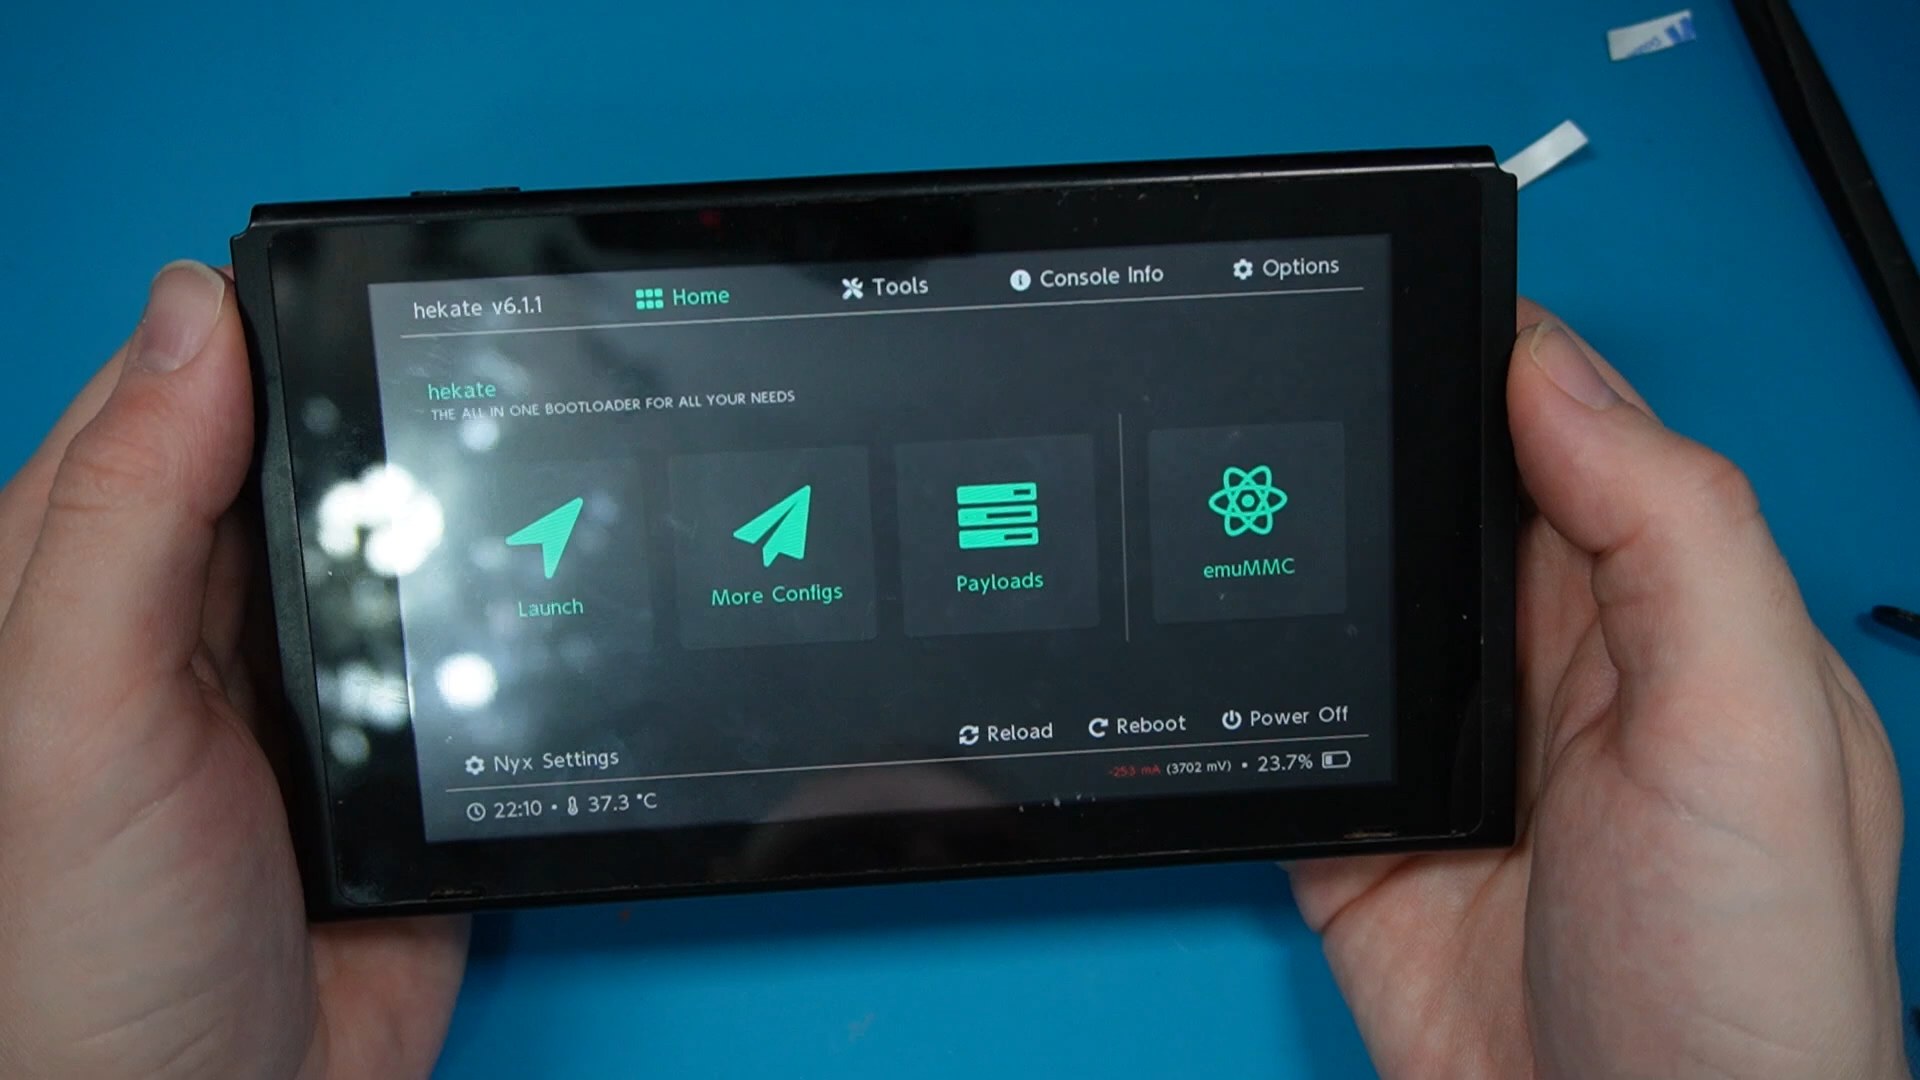 hekate v6.1.1
Home
Tools
Console Info
Options
hekate
THE ALL IN ONE BOOTLOADER FOR ALL YOUR NEEDS
Launch
More Configs
Payloads
emuMMC
Reload
Reboot
Power Off
Nyx Settings
-253 mA (3702 mV) • 23.7%
22:10 • 37.3 °C